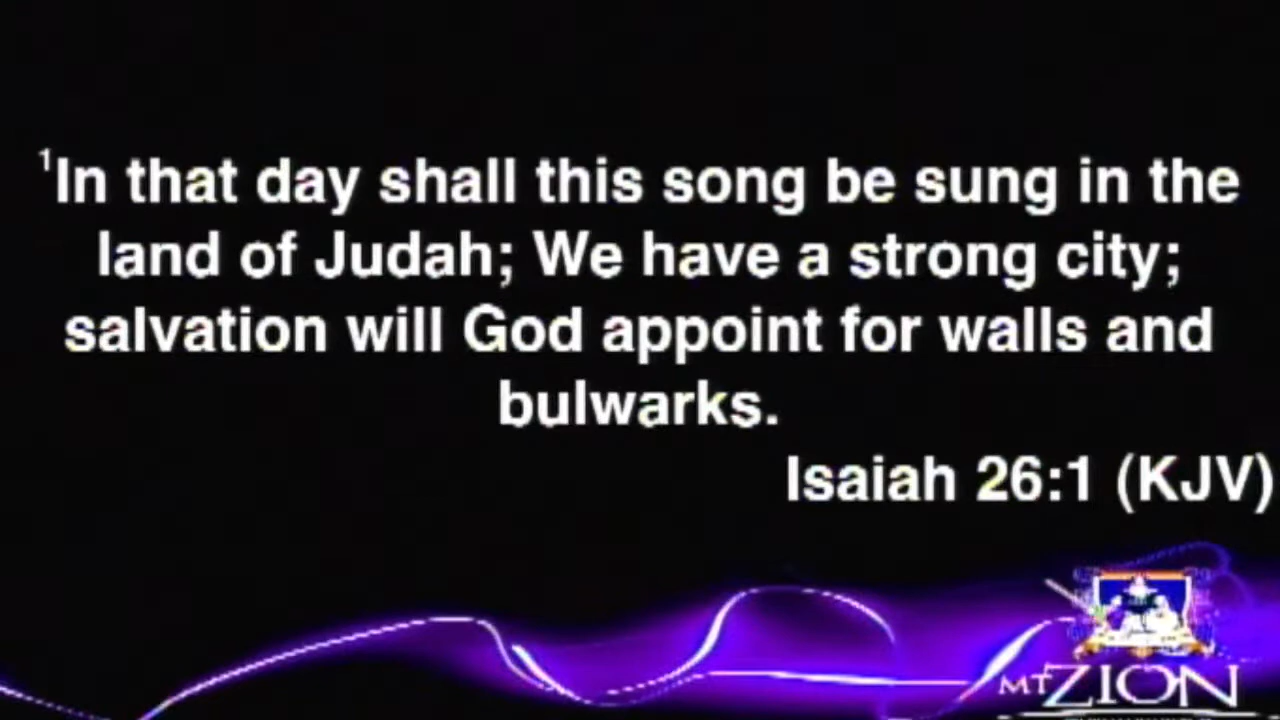 ¹In that day shall this song be sung in the
land of Judah; We have a strong city;
salvation will God appoint for walls and
bulwarks.
Isaiah 26:1 (KJV)
MT ZION